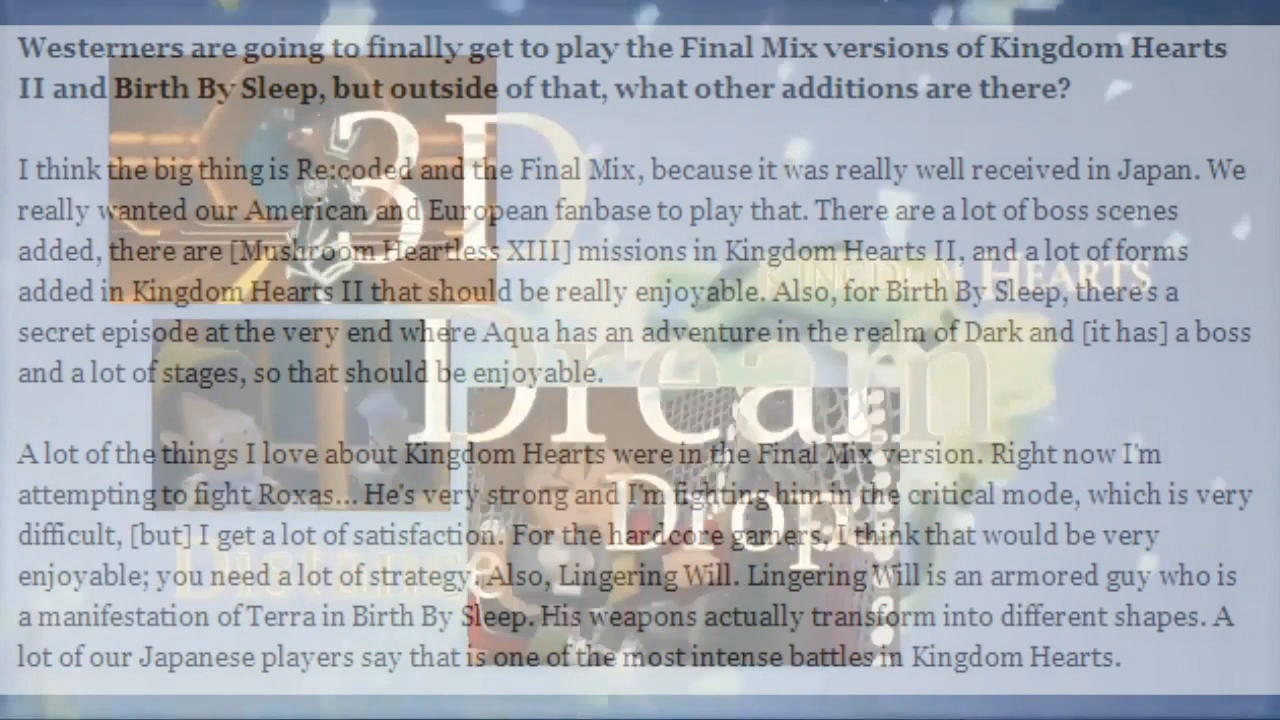 Westerners are going to finally get to play the Final Mix versions of Kingdom Hearts
II and Birth By Sleep, but outside of that, what other additions are there?
I think the big thing is Re:coded and the Final Mix, because it was really well received in Japan. We
really wanted our American and European fanbase to play that. There are a lot of boss scenes
added, there are [Mushroom Heartless XIII] missions in Kingdom Hearts II, and a lot of forms
added in Kingdom Hearts II that should be really enjoyable. Also, for Birth By Sleep, there's a
secret episode at the very end where Aqua has an adventure in the realm of Dark and [it has] a boss
and a lot of stages, so that should be enjoyable.
A lot of the things I love about Kingdom Hearts were in the Final Mix version. Right now I'm
attempting to fight Roxas... He's very strong and I'm fighting him in the critical mode, which is very
difficult, [but] I get a lot of satisfaction. For the hardcore gamers, I think that would be very
enjoyable; you need a lot of strategy. Also, Lingering Will. Lingering Will is an armored guy who is
a manifestation of Terra in Birth By Sleep. His weapons actually transform into different shapes. A
lot of our Japanese players say that is one of the most intense battles in Kingdom Hearts.
3D
KINGDOM HEARTS
Dream
Drop
Distance